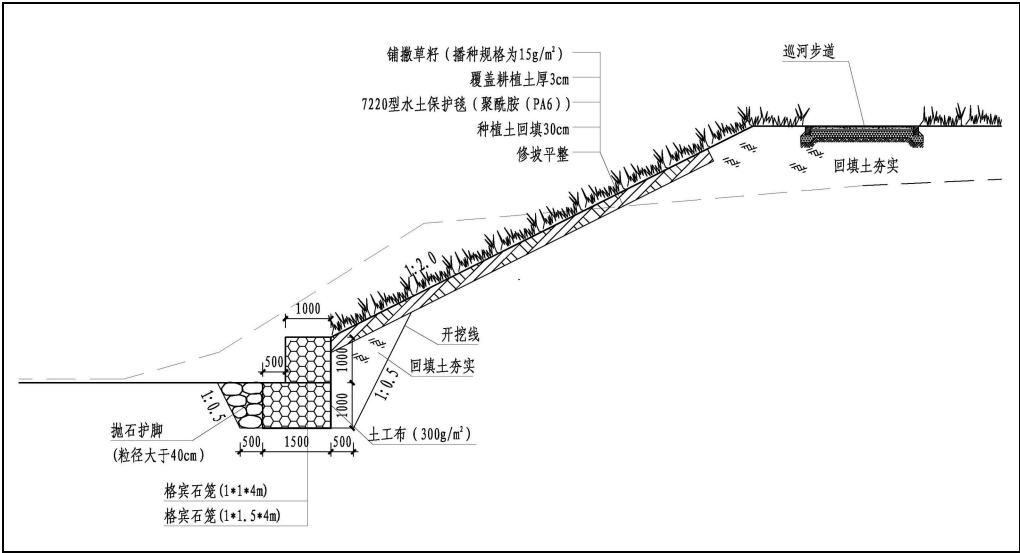 铺撒草籽（播种规格为15g/m²）
覆盖耕植土厚3cm
7220型水土保护毯（聚酰胺（PA6））
种植土回填30cm
修坡平整
巡河步道
回填土夯实
1:2.0
1000
开挖线
500
1000
回填土夯实
1:0.5
1:0.5
1000
抛石护脚
(粒径大于40cm)
500
1500
500
土工布（300g/m²）
格宾石笼(1*1*4m)
格宾石笼(1*1.5*4m)